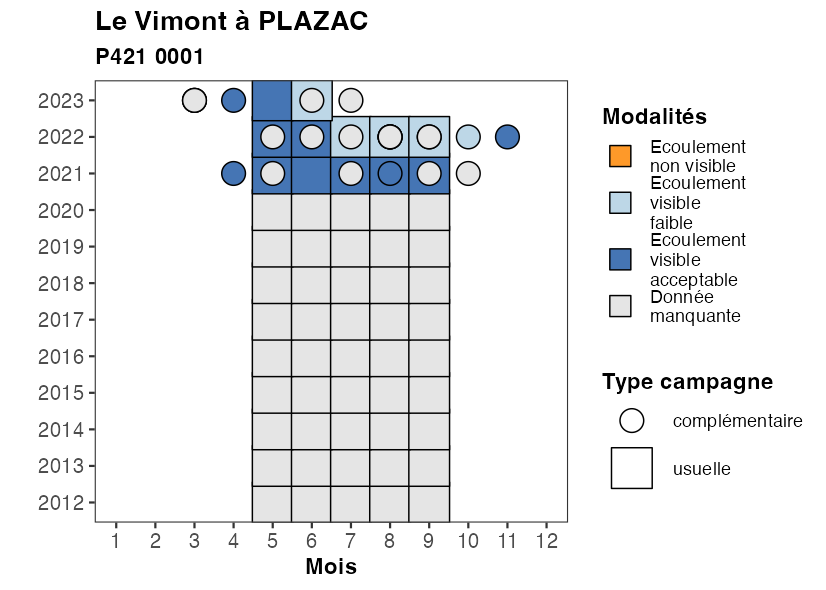 Le Vimont à PLAZAC
P421 0001
2023
2022
2021
2020
2019
2018
2017
2016
2015
2014
2013
2012
1 2 3 4 5 6 7 8 9 10 11 12
Mois
Modalités
Ecoulement
non visible
Ecoulement
visible
faible
Ecoulement
visible
acceptable
Donnée
manquante
Type campagne
complémentaire
usuelle